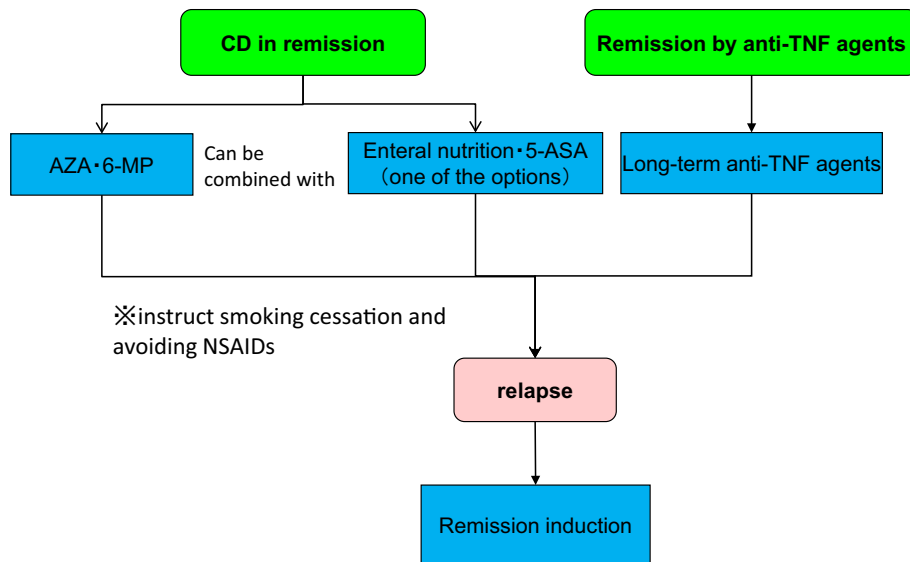 CD in remission
Remission by anti-TNF agents
AZA・6-MP
Can be
combined with
Enteral nutrition・5-ASA
（one of the options）
Long-term anti-TNF agents
※instruct smoking cessation and
avoiding NSAIDs
relapse
Remission induction